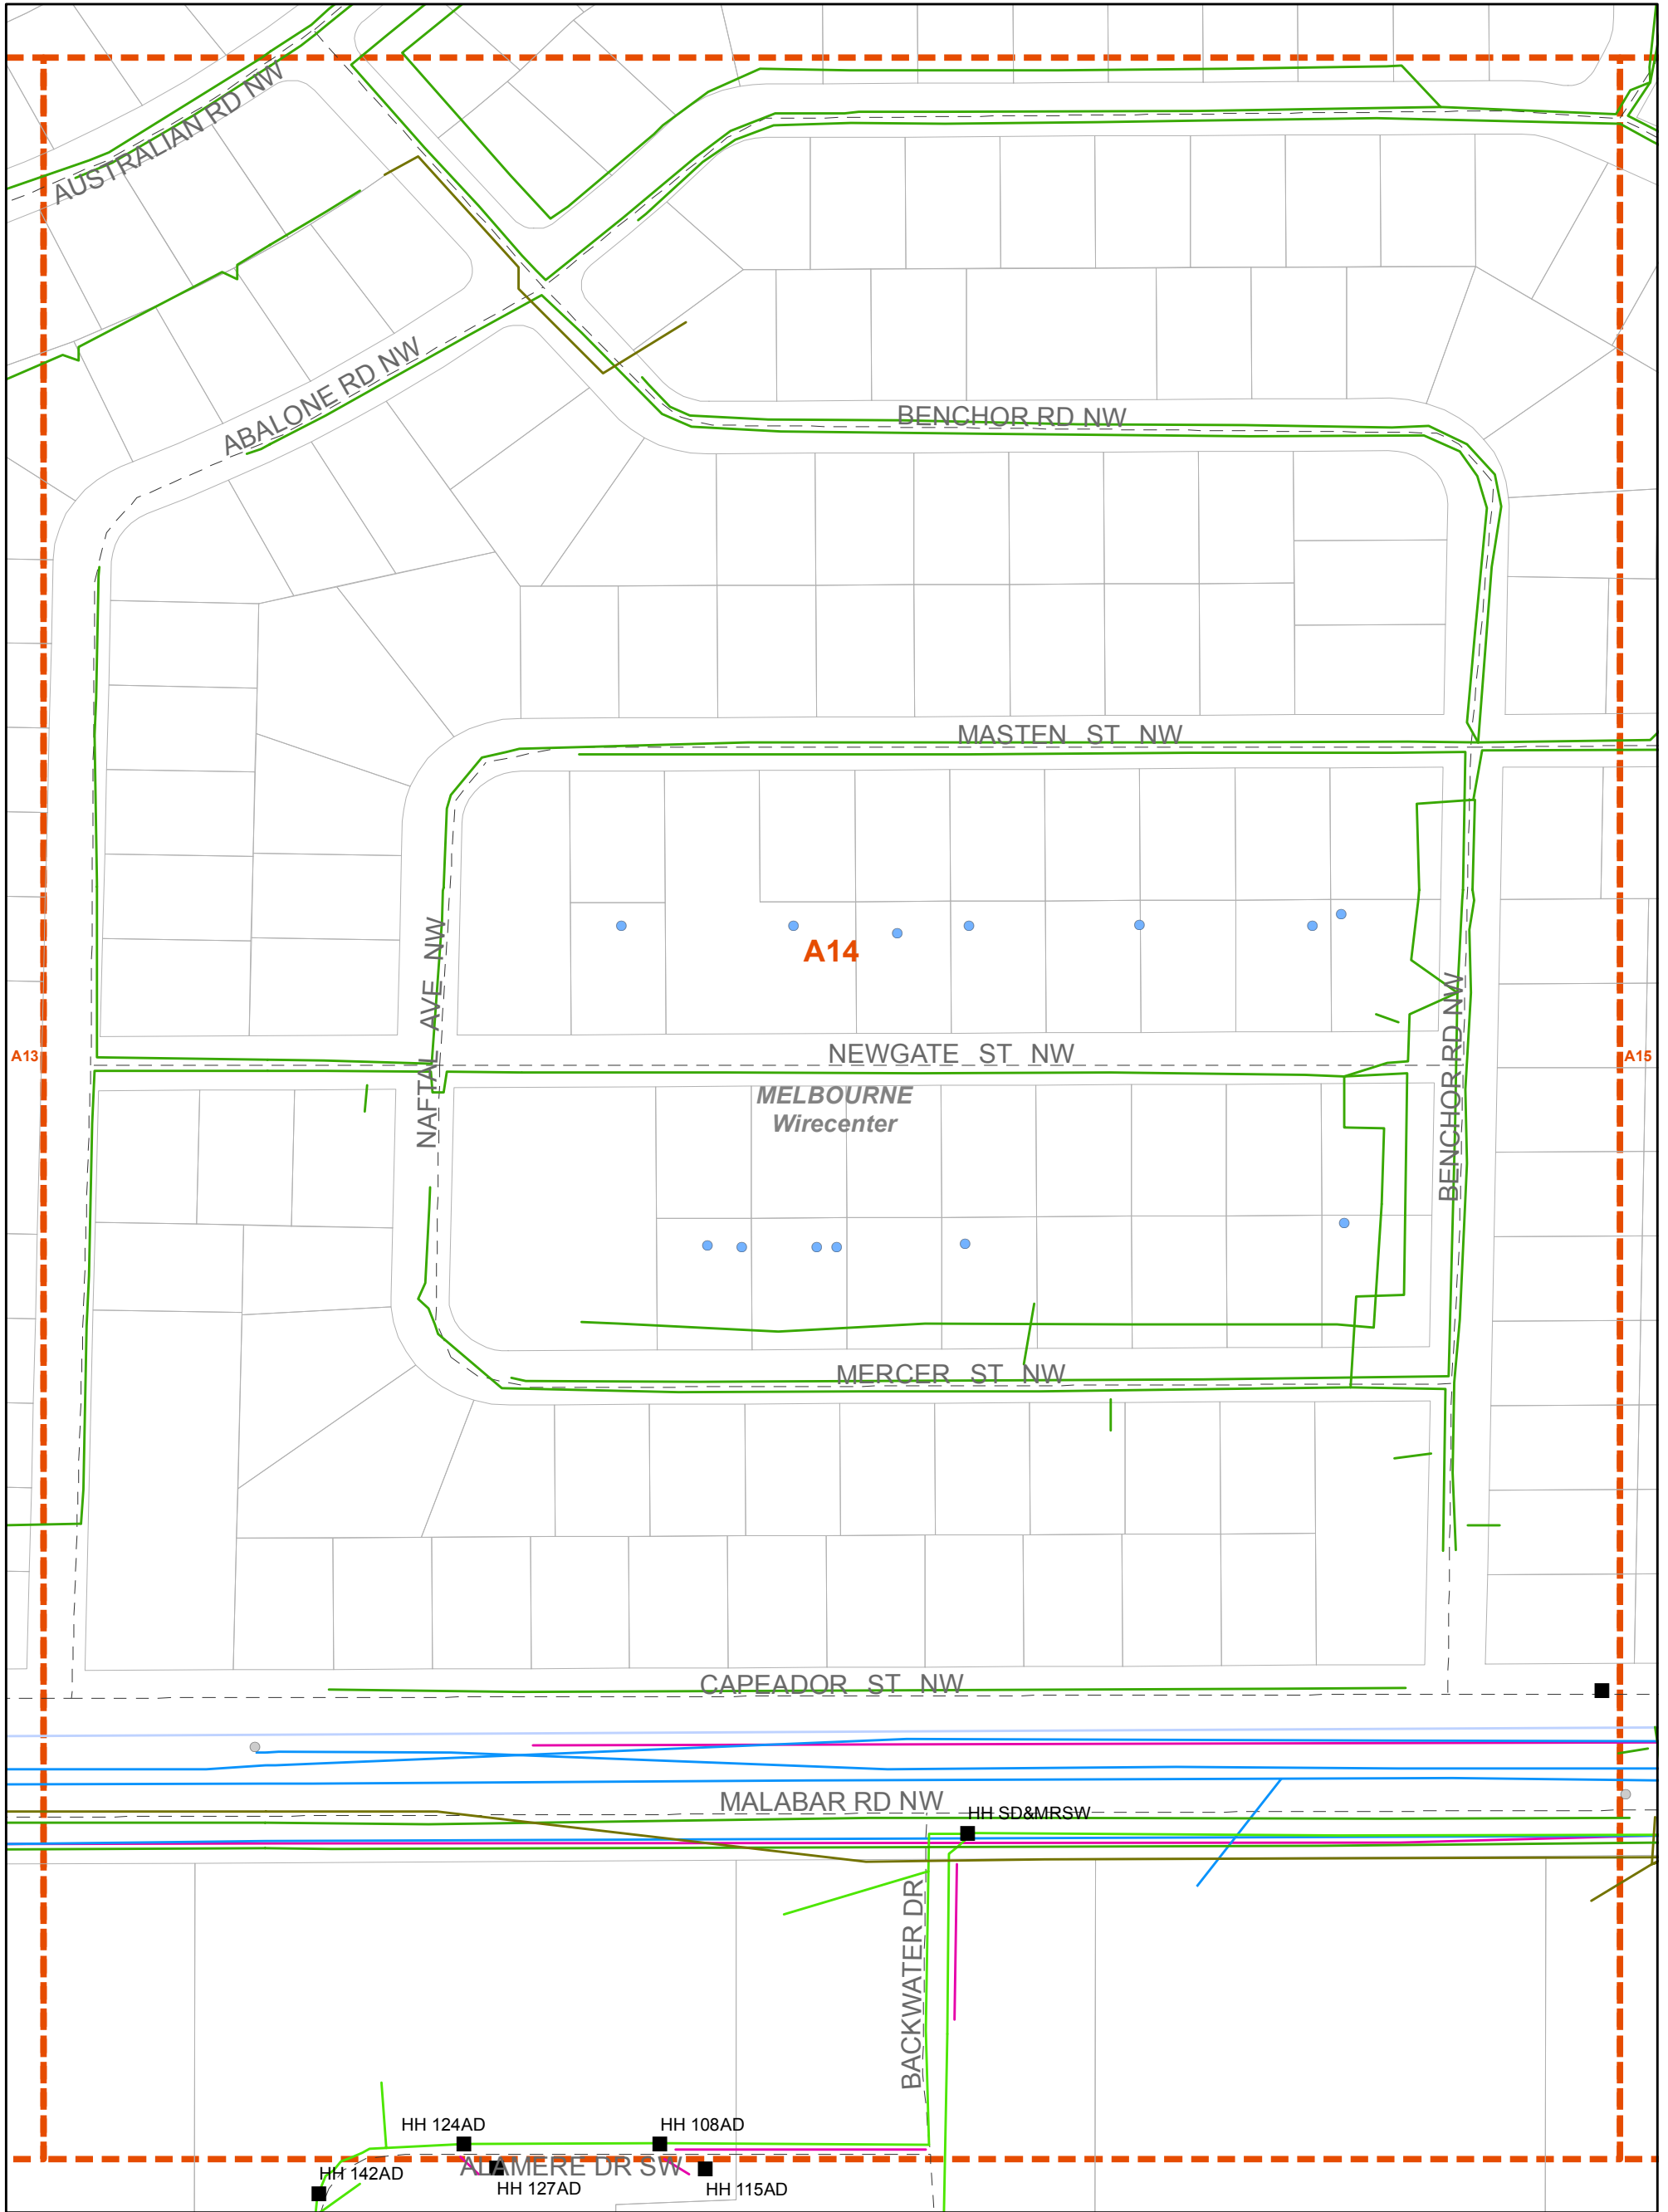 AUSTRALIAN RD NW
ABALONE RD NW
BENCHOR RD NW
MASTEN ST NW
A14
NAFTAL AVE NW
A13
NEWGATE ST NW
A15
BENCHOR RD NW
MELBOURNE
Wirecenter
MERCER ST NW
CAPEADOR ST NW
MALABAR RD NW
HH SD&MRSW
BACKWATER DR
HH 124AD
HH 108AD
ALAMERE DR SW
HH 142AD
HH 127AD
HH 115AD